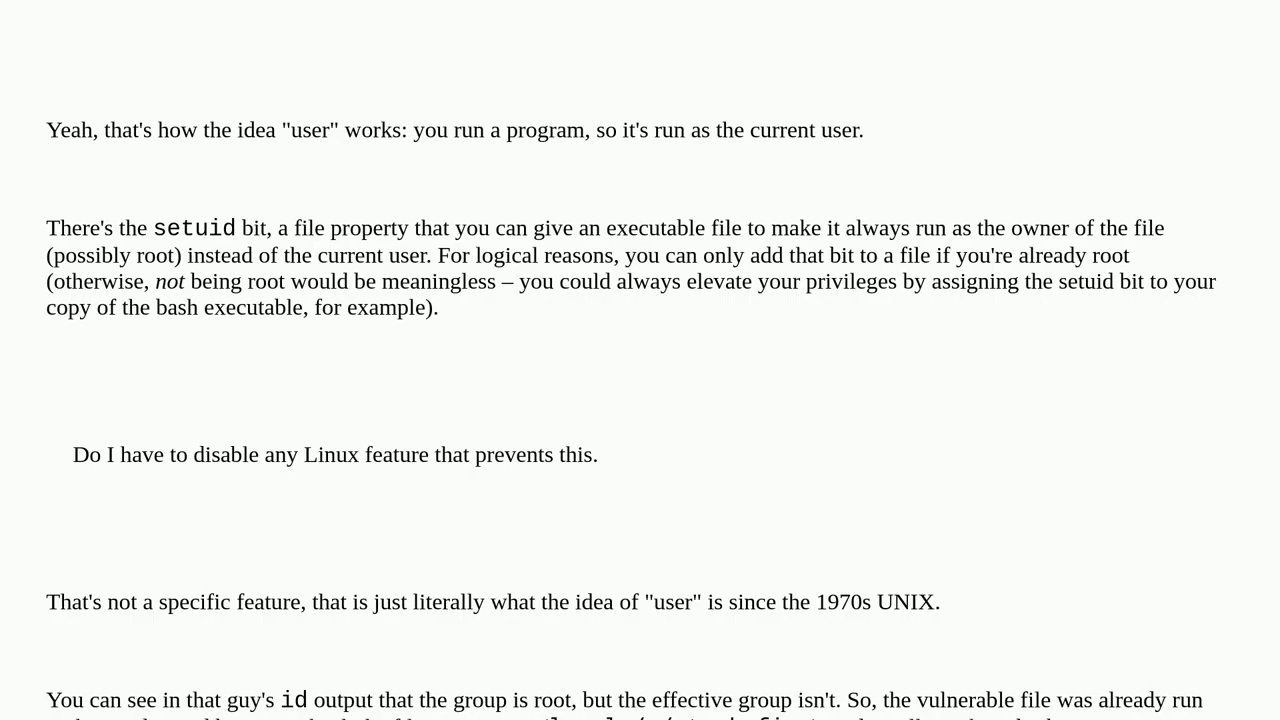 Yeah, that's how the idea "user" works: you run a program, so it's run as the current user.
There's the setuid bit, a file property that you can give an executable file to make it always run as the owner of the file
(possibly root) instead of the current user. For logical reasons, you can only add that bit to a file if you're already root
(otherwise, not being root would be meaningless – you could always elevate your privileges by assigning the setuid bit to your
copy of the bash executable, for example).
Do I have to disable any Linux feature that prevents this.
That's not a specific feature, that is just literally what the idea of "user" is since the 1970s UNIX.
You can see in that guy's id output that the group is root, but the effective group isn't. So, the vulnerable file was already run